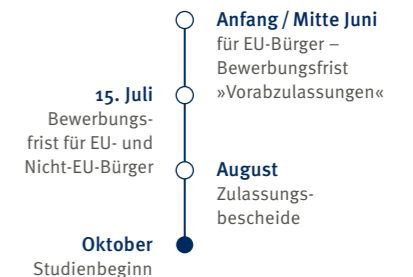 Anfang / Mitte Juni
für EU-Bürger –
Bewerbungsfrist
»Vorabzulassungen«
15. Juli
Bewerbungs-
frist für EU- und
Nicht-EU-Bürger
August
Zulassungs-
bescheide
Oktober
Studienbeginn